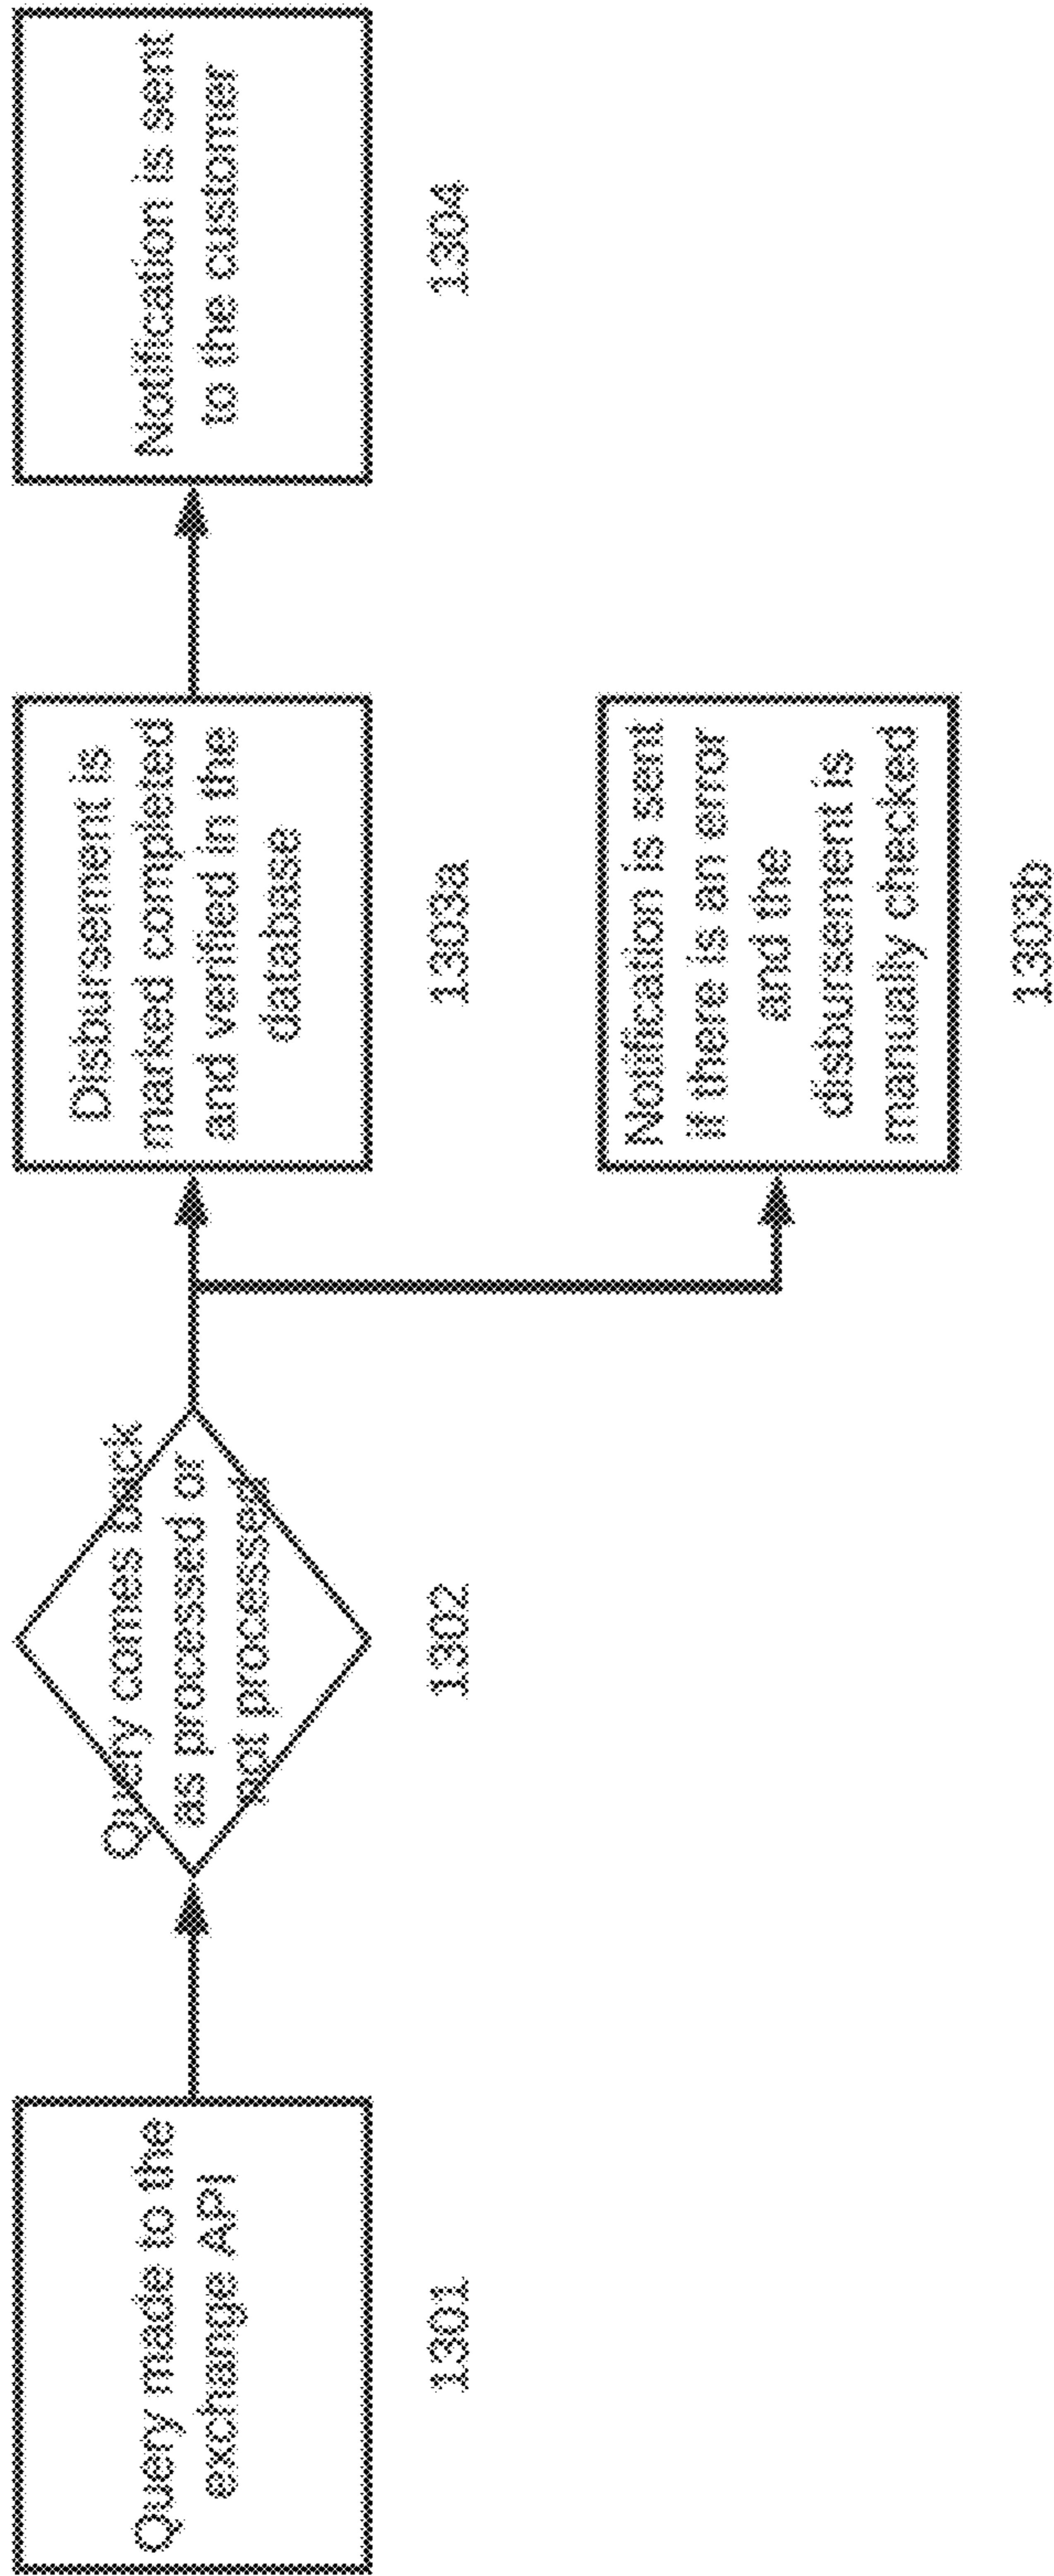 Query made to the
exchange API
1301
Query comes back
as processed or
not processed
1302
Disbursement is
marked completed
and verified in the
database
1303a
Notification is sent
if there is an error
and the
disbursement is
manually checked
1303b
Notification is sent
to the customer
1304